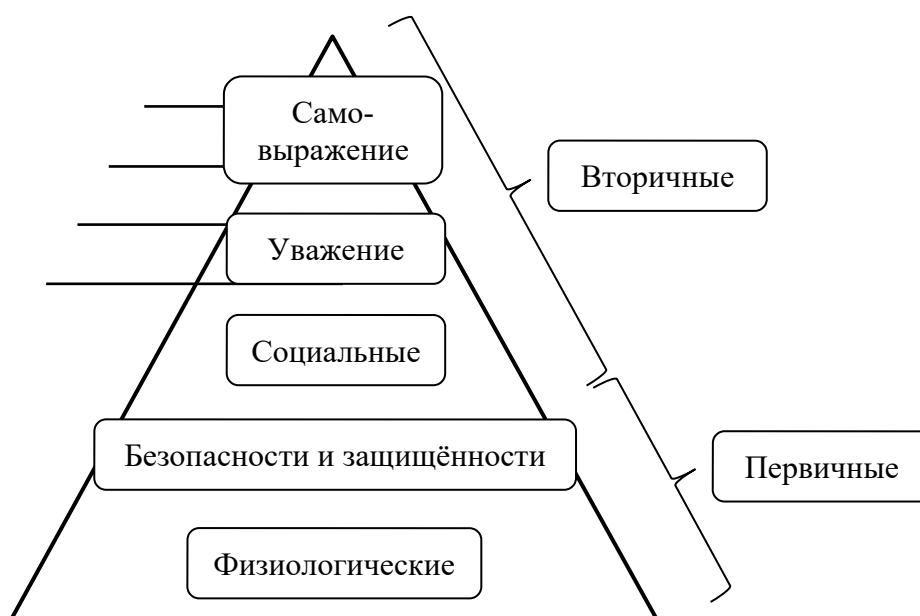 Само-
выражение
Вторичные
Уважение
Социальные
Безопасности и защищённости
Первичные
Физиологические